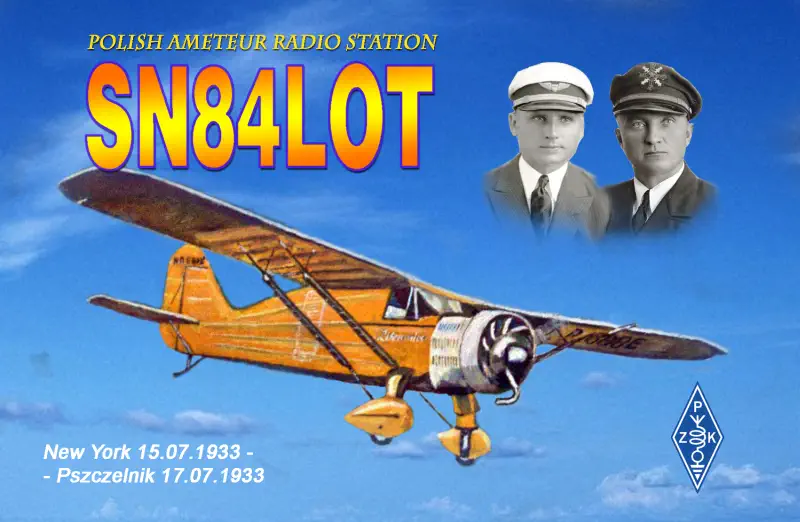 POLISH AMETEUR RADIO STATION
SN84LOT
New York 15.07.1933 -
- Pszczelnik 17.07.1933
P
Z K